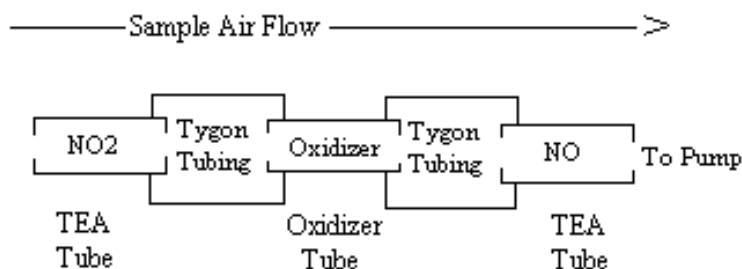 Sample Air Flow
NO2
Tygon
Tubing
Oxidizer
Tygon
Tubing
NO
To Pump
TEA
Tube
Oxidizer
Tube
TEA
Tube